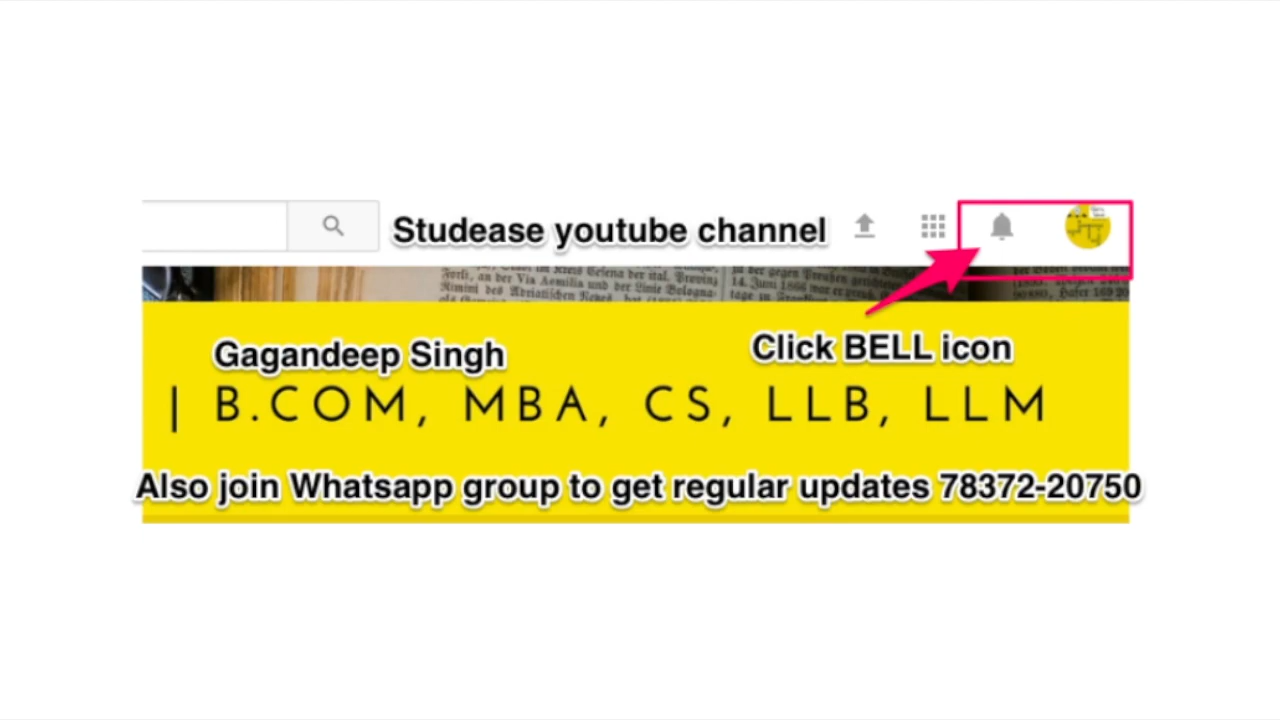 Studease youtube channel
Gagandeep Singh
Click BELL icon
| B.COM, MBA, CS, LLB, LLM
Also join Whatsapp group to get regular updates 78372-20750